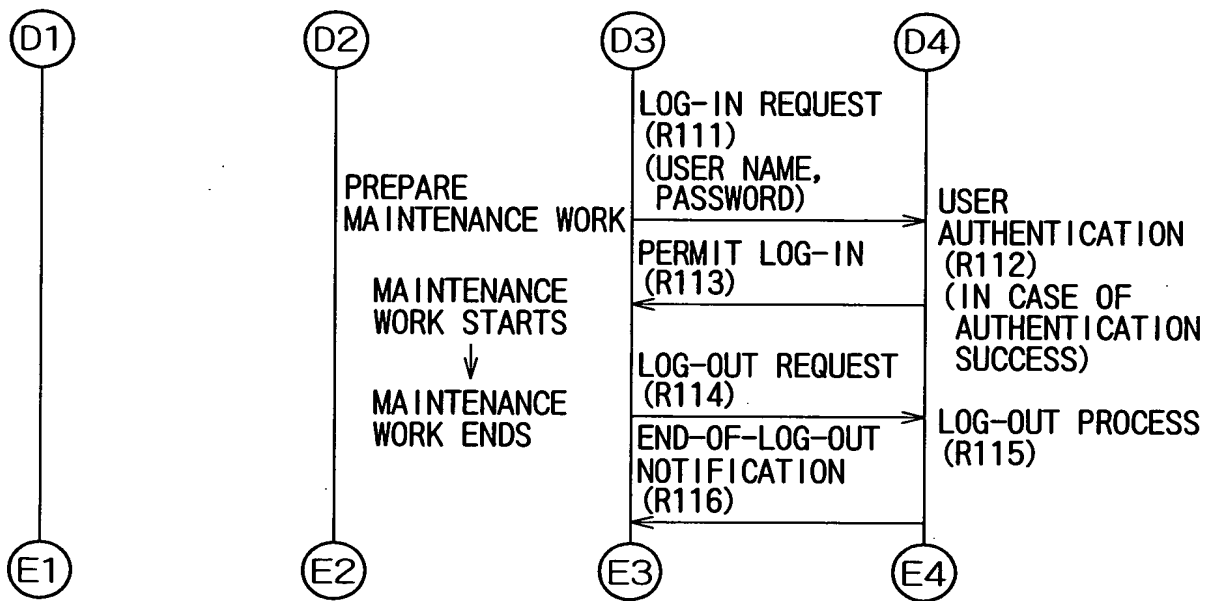 D1
D2
D3
D4
LOG-IN REQUEST
(R111)
(USER NAME,
PASSWORD)
PREPARE
MAINTENANCE WORK
USER
AUTHENTICATION
(R112)
(IN CASE OF
AUTHENTICATION
SUCCESS)
PERMIT LOG-IN
(R113)
MAINTENANCE
WORK STARTS
↓
MAINTENANCE
WORK ENDS
LOG-OUT REQUEST
(R114)
LOG-OUT PROCESS
(R115)
END-OF-LOG-OUT
NOTIFICATION
(R116)
E1
E2
E3
E4